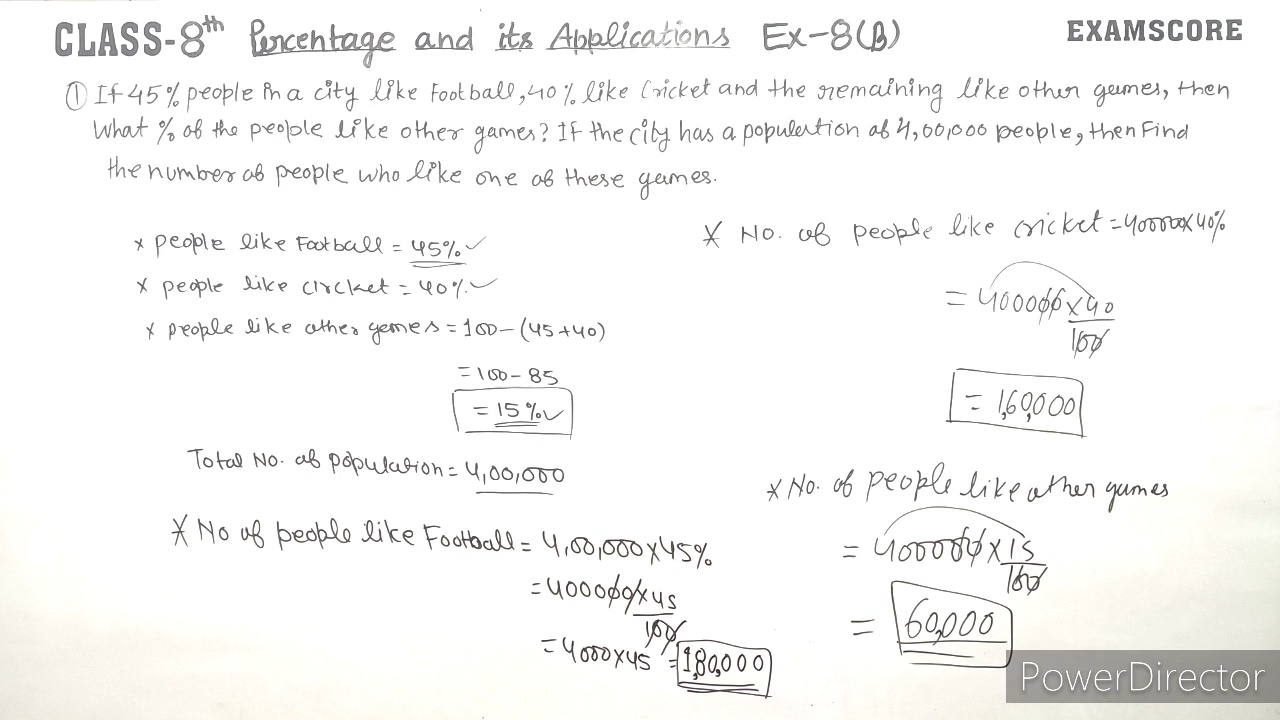 CLASS-8th Percentage and its Applications Ex-8(B)
EXAMSCORE
① If 45% people in a city like Football, 40% like Cricket and the remaining like other games, then
what % of the people like other games? If the city has a population of 4,00,000 people, then Find
the number of people who like one of these games.
× people like Football = 45% ✓
× people like circket = 40% ✓
× people like other games = 100 - (45+40)
= 100 - 85
= 15% ✓
Total No. of population = 4,00,000
× No of people like Football = 4,00,000 × 45%
= 400000 × 45
100
= 4000 × 45 = 1,80,000
× No. of people like cricket = 400000 × 40%
= 400000 × 40
100
= 1,60,000
× No. of people like other games
= 400000 × 15
100
= 60,000
PowerDirector